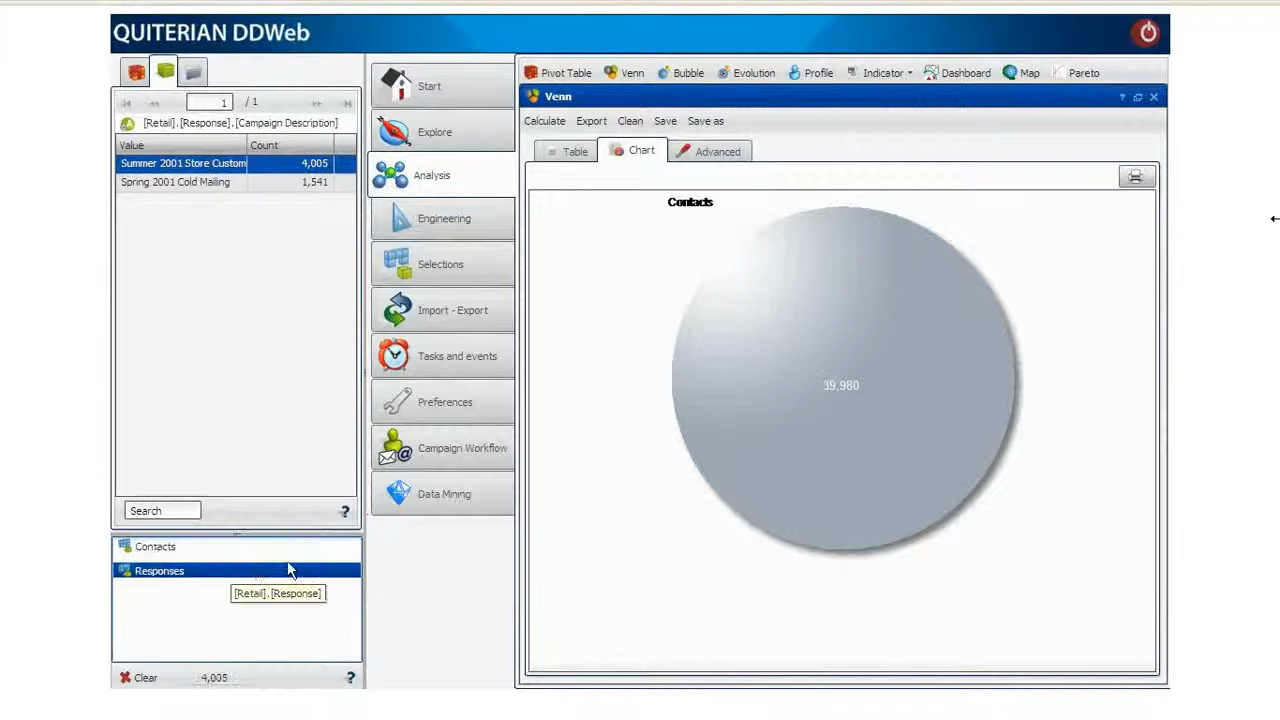 QUITERIAN DDWeb
1 / 1
[Retail].[Response].[Campaign Description]
Value Count
Summer 2001 Store Custom 4,005
Spring 2001 Cold Mailing 1,541
Search ?
Contacts
Responses
[Retail].[Response]
Clear 4,005 ?
Start
Explore
Analysis
Engineering
Selections
Import - Export
Tasks and events
Preferences
Campaign Workflow
Data Mining
Pivot Table Venn Bubble Evolution Profile Indicator Dashboard Map Pareto
Venn ?
Calculate Export Clean Save Save as
Table Chart Advanced
Contacts
39,980